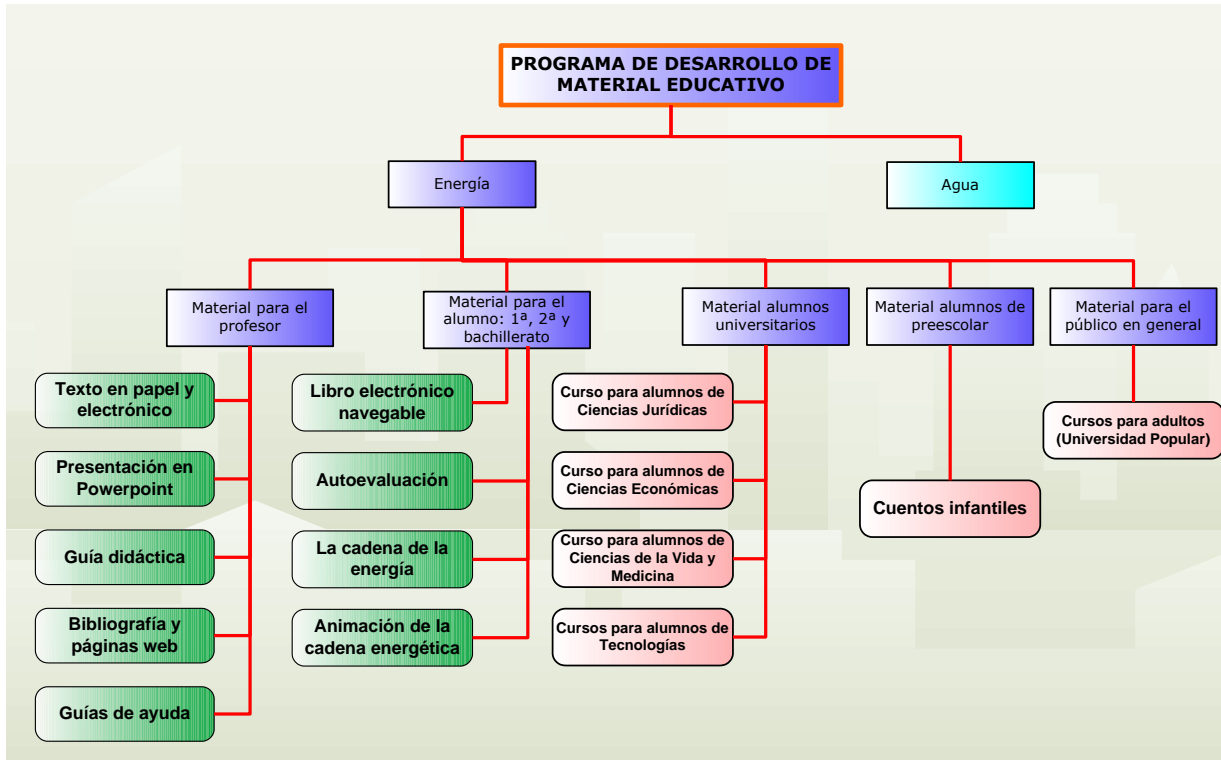 PROGRAMA DE DESARROLLO DE
MATERIAL EDUCATIVO
Energía
Agua
Material para el
profesor
Material para el
alumno: 1ª, 2ª y
bachillerato
Material alumnos
universitarios
Material alumnos de
preescolar
Material para el
público en general
Texto en papel y
electrónico
Presentación en
Powerpoint
Guía didáctica
Bibliografía y
páginas web
Guías de ayuda
Libro electrónico
navegable
Autoevaluación
La cadena de la
energía
Animación de la
cadena energética
Curso para alumnos de
Ciencias Jurídicas
Curso para alumnos de
Ciencias Económicas
Curso para alumnos de
Ciencias de la Vida y
Medicina
Cursos para alumnos de
Tecnologías
Cuentos infantiles
Cursos para adultos
(Universidad Popular)